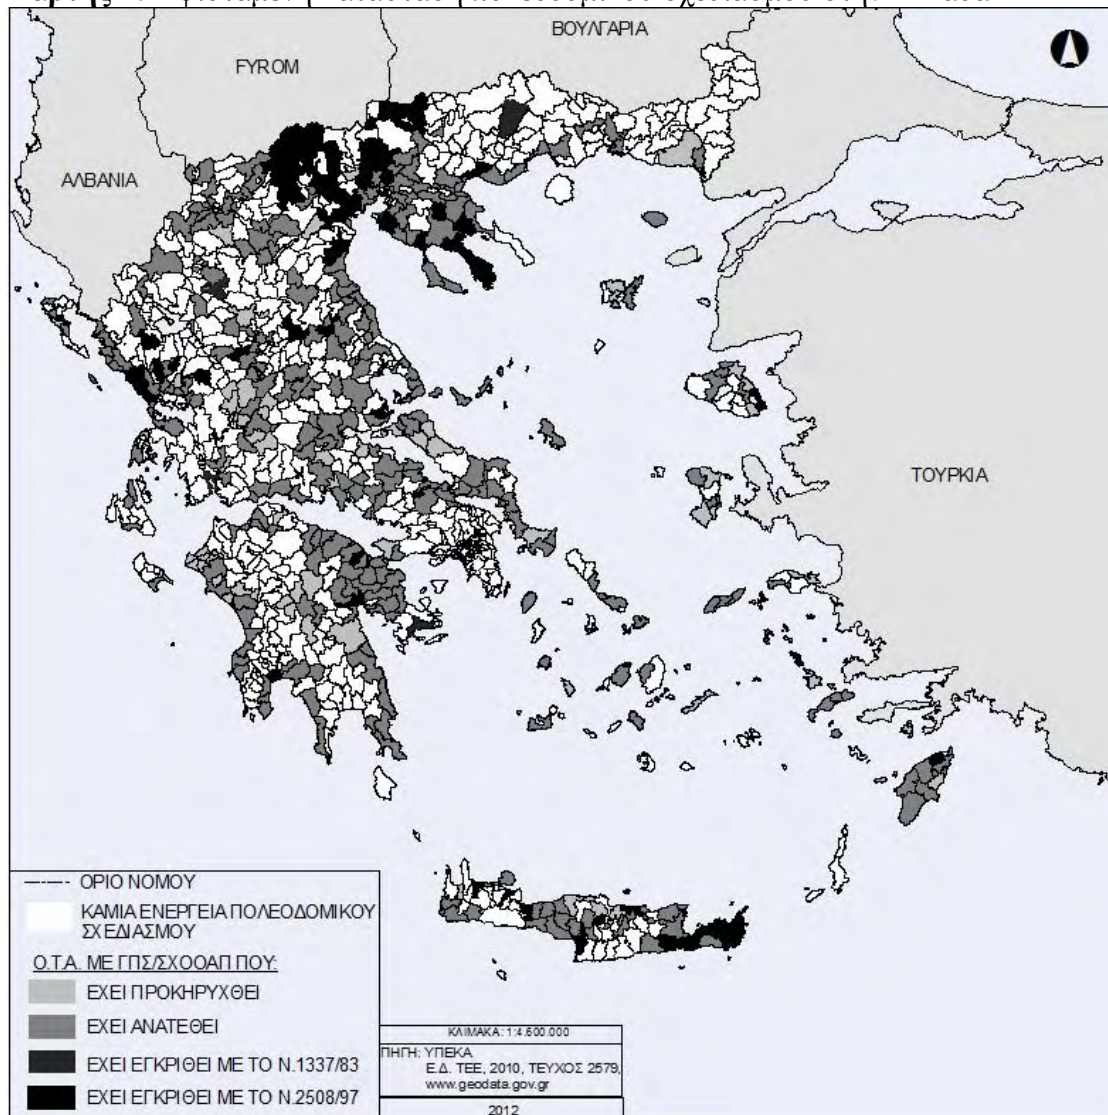 ΒΟΥΛΓΑΡΙΑ
FYROM
ΑΛΒΑΝΙΑ
ΤΟΥΡΚΙΑ
ΟΡΙΟ ΝΟΜΟΥ
ΚΑΜΙΑ ΕΝΕΡΓΕΙΑ ΠΟΛΕΟΔΟΜΙΚΟΥ
ΣΧΕΔΙΑΣΜΟΥ
Ο.Τ.Α. ΜΕ ΓΠΣ/ΣΧΟΟΑΠ ΠΟΥ:
ΕΧΕΙ ΠΡΟΚΗΡΥΧΘΕΙ
ΕΧΕΙ ΑΝΑΤΕΘΕΙ
ΕΧΕΙ ΕΓΚΡΙΘΕΙ ΜΕ ΤΟ Ν.1337/83
ΕΧΕΙ ΕΓΚΡΙΘΕΙ ΜΕ ΤΟ Ν.2508/97
ΚΛΙΜΑΚΑ: 1:4.600.000
ΠΗΓΗ: ΥΠΕΚΑ
Ε.Δ. ΤΕΕ, 2010, ΤΕΥΧΟΣ 2579,
www.geodata.gov.gr
2012